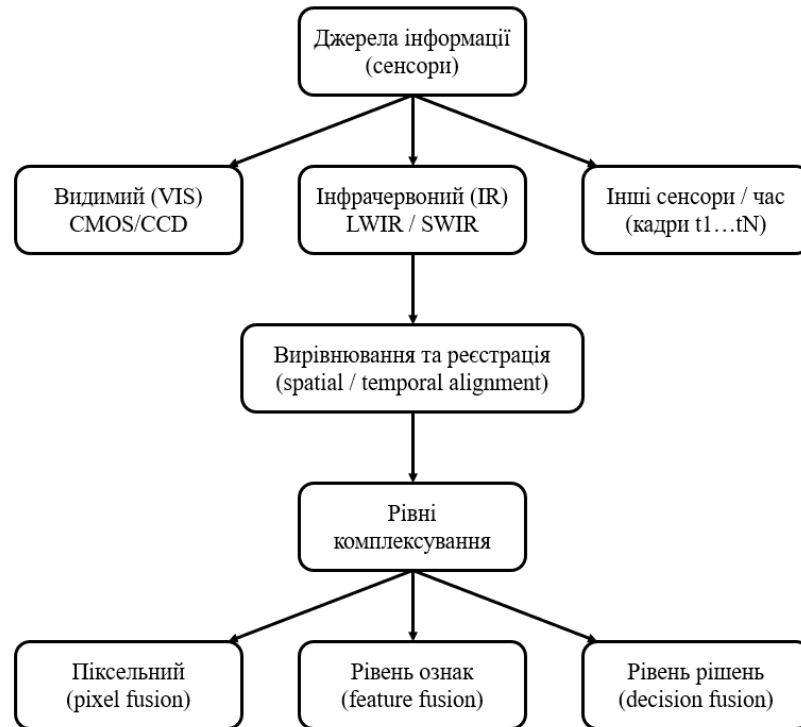 Джерела інформації
(сенсори)
Видимий (VIS)
CMOS/CCD
Інфрачервоний (IR)
LWIR / SWIR
Інші сенсори / час
(кадри t1…tN)
Вирівнювання та реєстрація
(spatial / temporal alignment)
Рівні
комплексування
Піксельний
(pixel fusion)
Рівень ознак
(feature fusion)
Рівень рішень
(decision fusion)